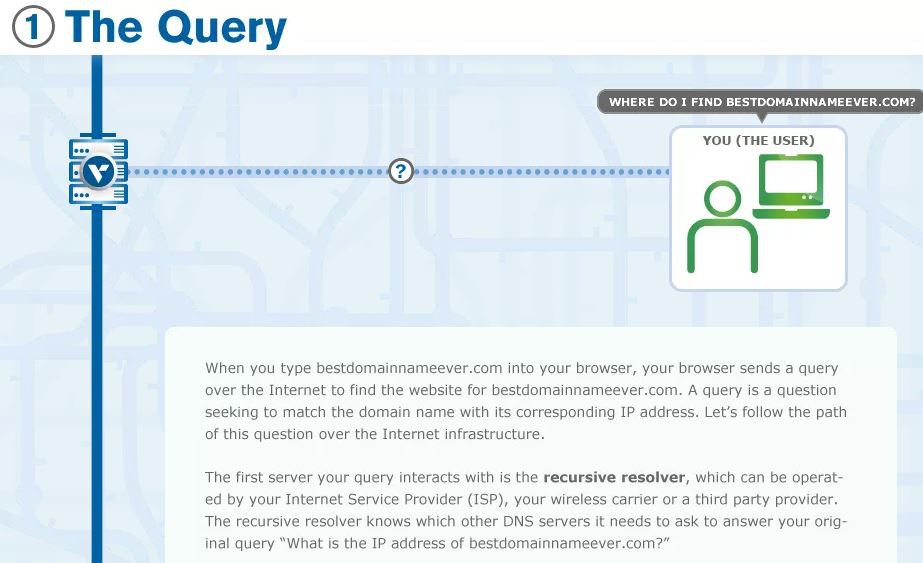 1 The Query
WHERE DO I FIND BESTDOMAINNAMEEVER.COM?
YOU (THE USER)
?
When you type bestdomainnameever.com into your browser, your browser sends a query
over the Internet to find the website for bestdomainnameever.com. A query is a question
seeking to match the domain name with its corresponding IP address. Let’s follow the path
of this question over the Internet infrastructure.
The first server your query interacts with is the recursive resolver, which can be operat-
ed by your Internet Service Provider (ISP), your wireless carrier or a third party provider.
The recursive resolver knows which other DNS servers it needs to ask to answer your orig-
inal query “What is the IP address of bestdomainnameever.com?”